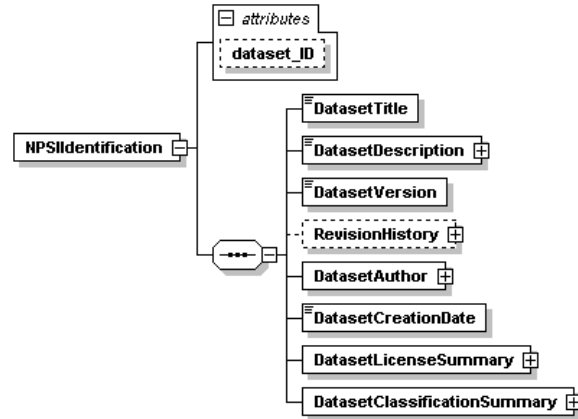 attributes
dataset_ID
NPSIIdentification
DatasetTitle
DatasetDescription
DatasetVersion
RevisionHistory
DatasetAuthor
DatasetCreationDate
DatasetLicenseSummary
DatasetClassificationSummary